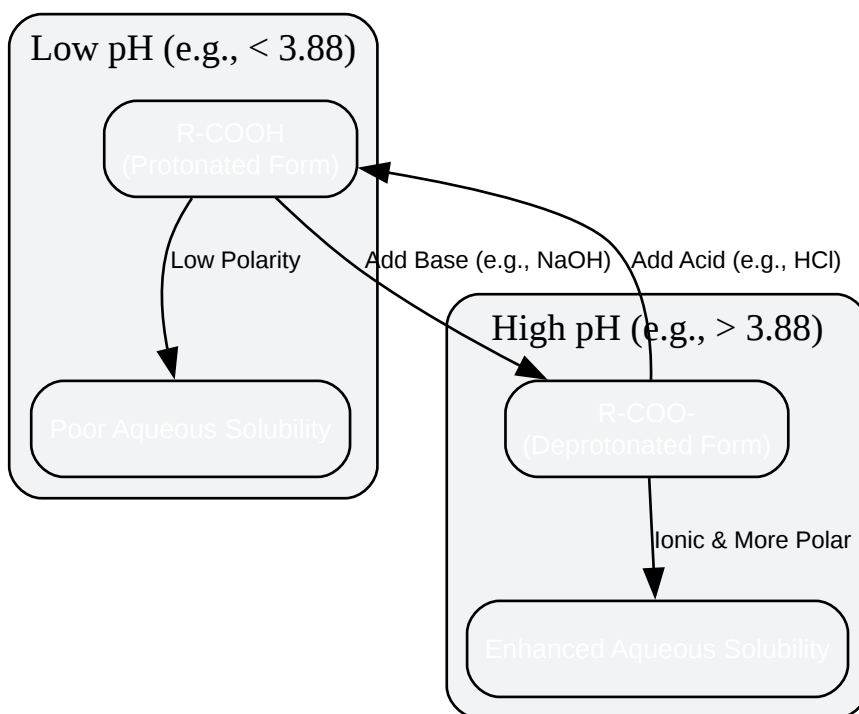 Low pH (e.g., < 3.88)
R-COOH
(Protonated Form)
Low Polarity
Add Base (e.g., NaOH)
Add Acid (e.g., HCl)
Poor Aqueous Solubility
High pH (e.g., > 3.88)
R-COO-
(Deprotonated Form)
Ionic & More Polar
Enhanced Aqueous Solubility